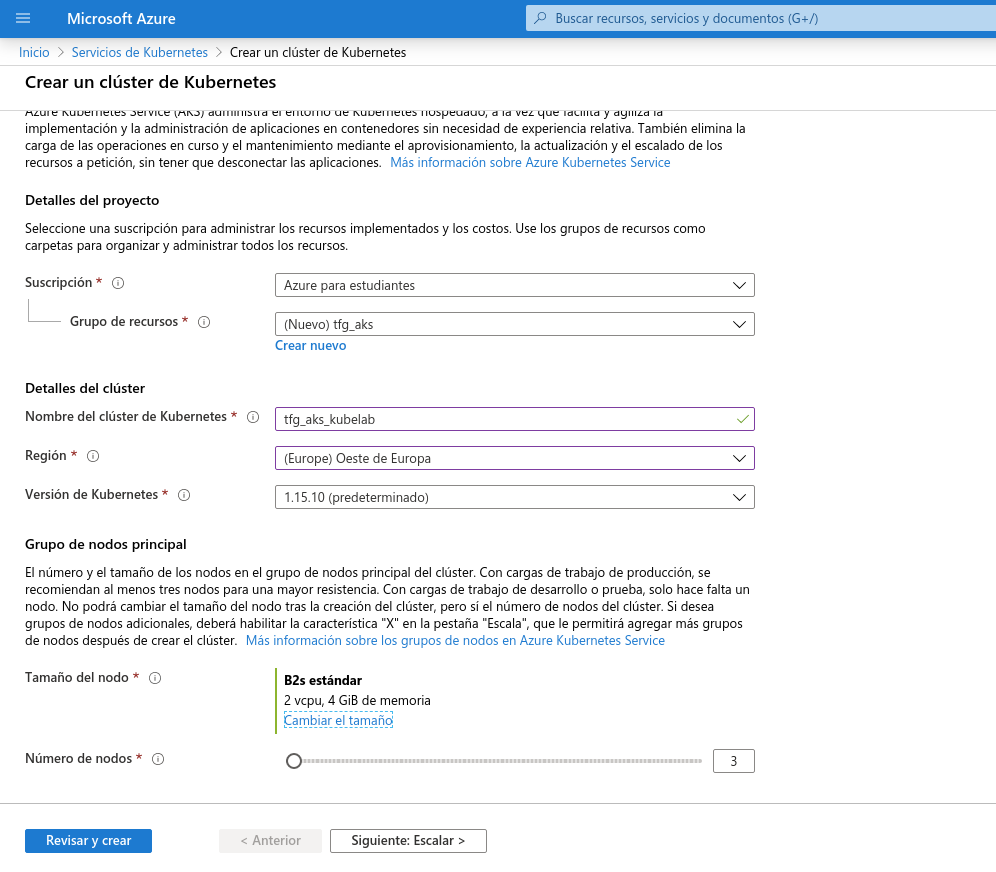 Microsoft Azure
Buscar recursos, servicios y documentos (G+/)
Inicio > Servicios de Kubernetes > Crear un clúster de Kubernetes
Crear un clúster de Kubernetes
Azure Kubernetes Service (AKS) administra el entorno de Kubernetes hospedado, a la vez que facilita y agiliza la
implementación y la administración de aplicaciones en contenedores sin necesidad de experiencia relativa. También elimina la
carga de las operaciones en curso y el mantenimiento mediante el aprovisionamiento, la actualización y el escalado de los
recursos a petición, sin tener que desconectar las aplicaciones. Más información sobre Azure Kubernetes Service
Detalles del proyecto
Seleccione una suscripción para administrar los recursos implementados y los costos. Use los grupos de recursos como
carpetas para organizar y administrar todos los recursos.
Suscripción *
Azure para estudiantes
Grupo de recursos *
(Nuevo) tfg_aks
Crear nuevo
Detalles del clúster
Nombre del clúster de Kubernetes *
tfg_aks_kubelab
Región *
(Europe) Oeste de Europa
Versión de Kubernetes *
1.15.10 (predeterminado)
Grupo de nodos principal
El número y el tamaño de los nodos en el grupo de nodos principal del clúster. Con cargas de trabajo de producción, se
recomiendan al menos tres nodos para una mayor resistencia. Con cargas de trabajo de desarrollo o prueba, solo hace falta un
nodo. No podrá cambiar el tamaño del nodo tras la creación del clúster, pero sí el número de nodos del clúster. Si desea
grupos de nodos adicionales, deberá habilitar la característica "X" en la pestaña "Escala", que le permitirá agregar más grupos
de nodos después de crear el clúster. Más información sobre los grupos de nodos en Azure Kubernetes Service
Tamaño del nodo *
B2s estándar
2 vcpu, 4 GiB de memoria
Cambiar el tamaño
Número de nodos *
3
Revisar y crear
< Anterior
Siguiente: Escalar >